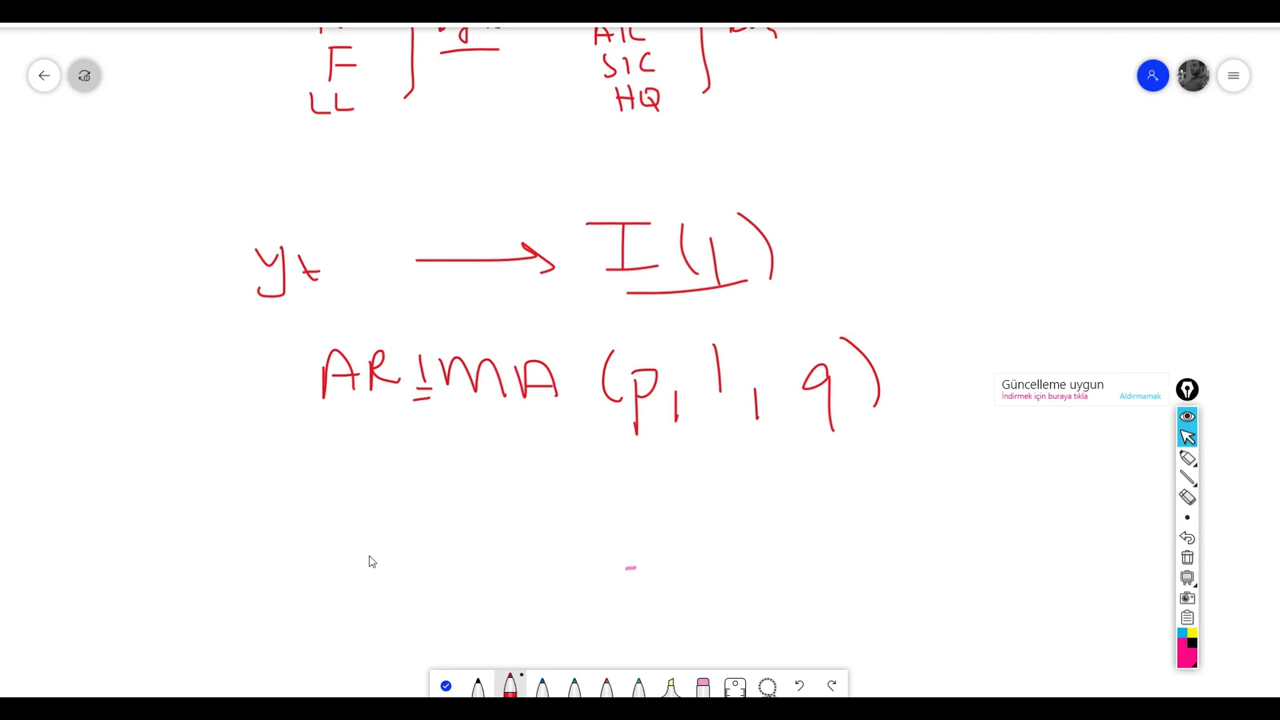 AIC
F
SIC
LL
HQ
yt → I(1)
ARIMA (p, 1, q)
Güncelleme uygun
İndirmek için buraya tıkla
Aldırmamak